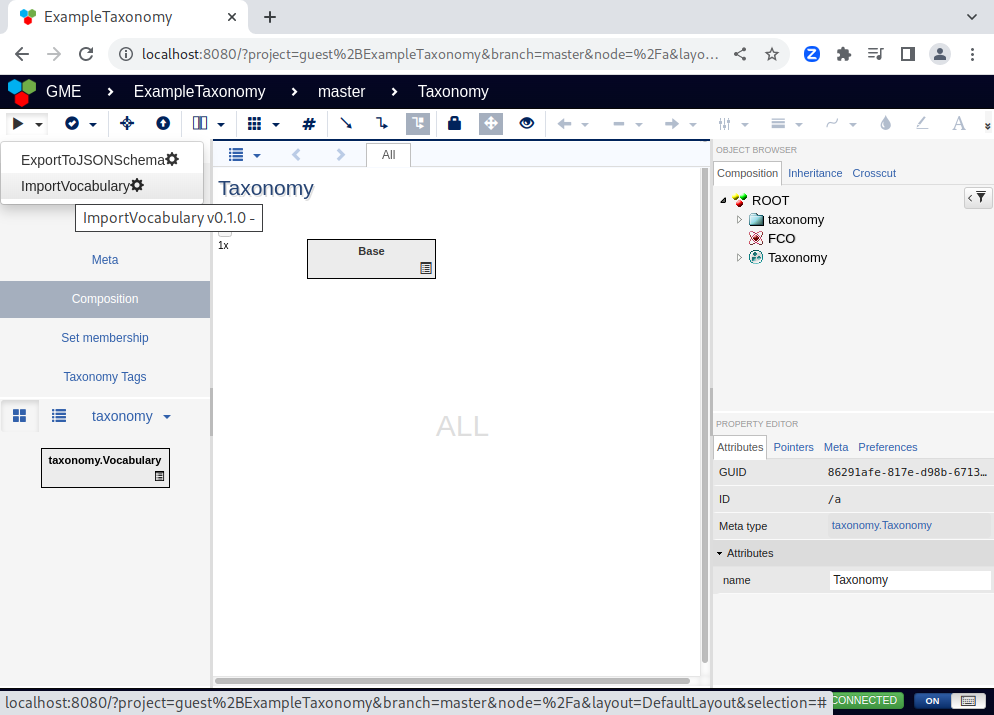 ExampleTaxonomy
localhost:8080/?project=guest%2BExampleTaxonomy&branch=master&node=%2Fa&layo...
GME
ExampleTaxonomy
master
Taxonomy
ExportToJSONSchema
ImportVocabulary
ImportVocabulary v0.1.0 -
Meta
Composition
Set membership
Taxonomy Tags
taxonomy
taxonomy.Vocabulary
All
Taxonomy
1x
Base
ALL
OBJECT BROWSER
Composition Inheritance Crosscut
ROOT
taxonomy
FCO
Taxonomy
PROPERTY EDITOR
Attributes Pointers Meta Preferences
GUID 86291afe-817e-d98b-6713...
ID /a
Meta type taxonomy.Taxonomy
Attributes
name Taxonomy
localhost:8080/?project=guest%2BExampleTaxonomy&branch=master&node=%2Fa&layout=DefaultLayout&selection=#
CONNECTED
ON